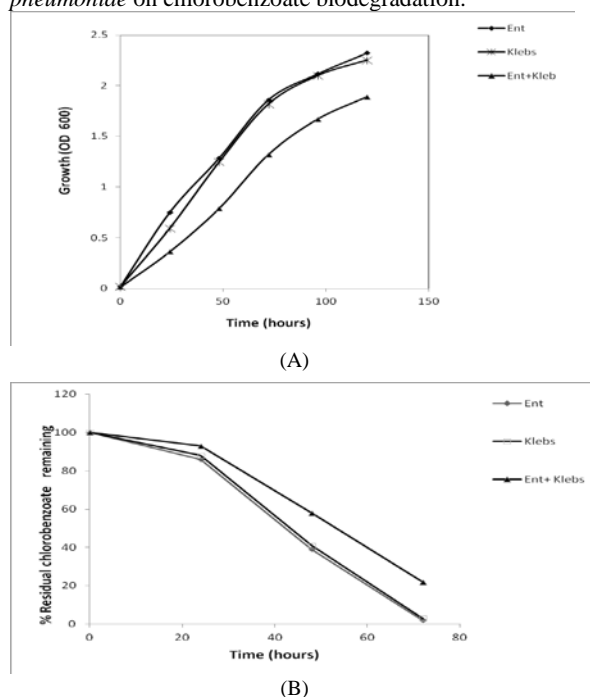 pneumoniae on chlorobenzoate biodegradation.
2.5
2
1.5
1
0.5
0
Growth (OD 600)
0
50
100
150
Time (hours)
Ent
Klebs
Ent+Kleb
(A)
120
100
80
60
40
20
0
% Residual chlorobenzoate remaining
0
20
40
60
80
Time (hours)
Ent
Klebs
Ent+ Klebs
(B)